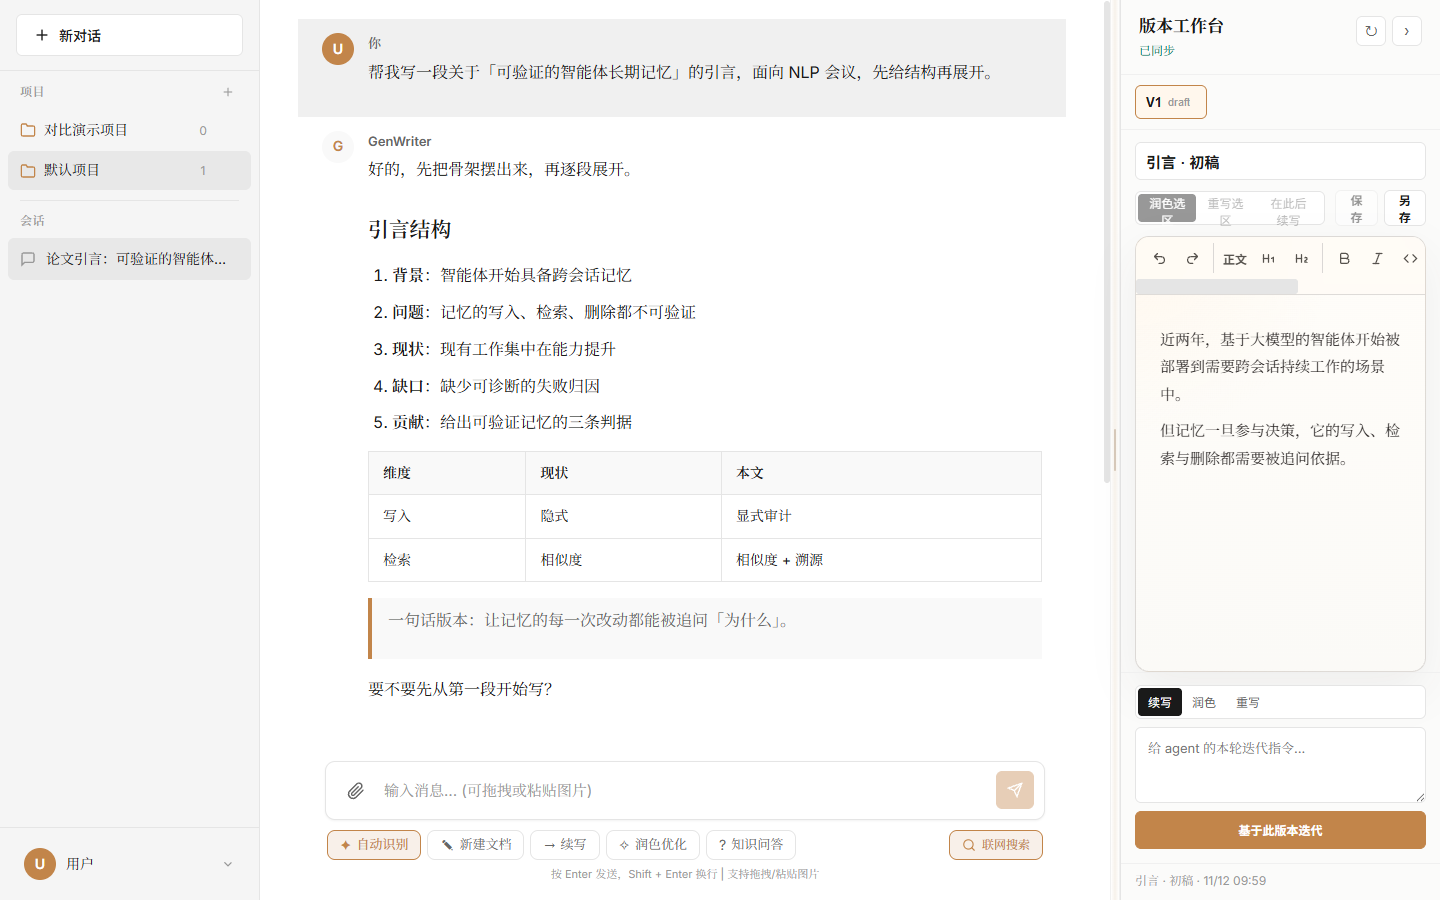 新对话
项目
对比演示项目 0
默认项目 1
会话
论文引言：可验证的智能体...
U 用户
U 你
帮我写一段关于「可验证的智能体长期记忆」的引言，面向 NLP 会议，先给结构再展开。
G GenWriter
好的，先把骨架摆出来，再逐段展开。
引言结构
1. 背景：智能体开始具备跨会话记忆
2. 问题：记忆的写入、检索、删除都不可验证
3. 现状：现有工作集中在能力提升
4. 缺口：缺少可诊断的失败归因
5. 贡献：给出可验证记忆的三条判据
维度 现状 本文
写入 隐式 显式审计
检索 相似度 相似度 + 溯源
一句话版本：让记忆的每一次改动都能被追问「为什么」。
要不要先从第一段开始写？
输入消息... (可拖拽或粘贴图片)
自动识别 新建文档 → 续写 润色优化 ? 知识问答 联网搜索
按 Enter 发送，Shift + Enter 换行 | 支持拖拽/粘贴图片
版本工作台
已同步
V1 draft
引言 · 初稿
润色选区 重写选区 在此后续写 保存 另存
正文 H1 H2 B I <>
近两年，基于大模型的智能体开始被
部署到需要跨会话持续工作的场景
中。
但记忆一旦参与决策，它的写入、检
索与删除都需要被追问依据。
续写 润色 重写
给 agent 的本轮迭代指令...
基于此版本迭代
引言 · 初稿 · 11/12 09:59